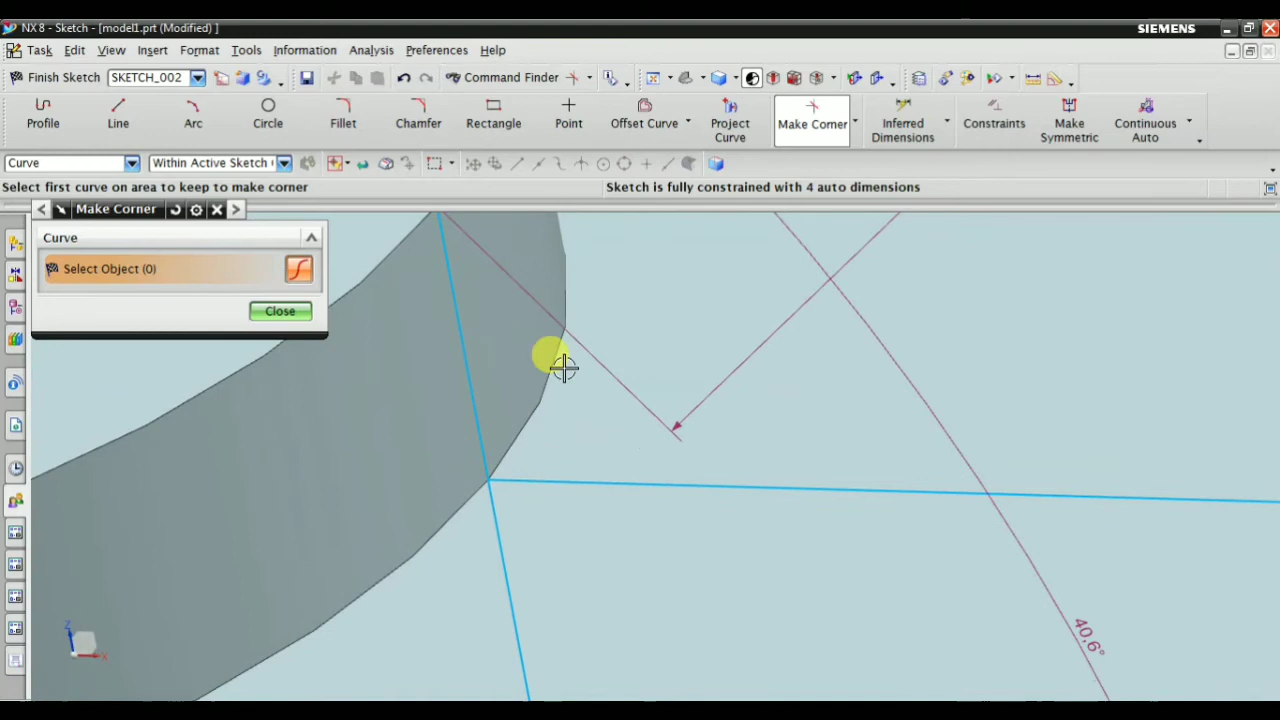 NX 8 - Sketch - [model1.prt (Modified) ]
SIEMENS
Task Edit View Insert Format Tools Information Analysis Preferences Help
Finish Sketch SKETCH_002 Command Finder
Profile Line Arc Circle Fillet Chamfer Rectangle Point Offset Curve Project Curve Make Corner Inferred Dimensions Constraints Make Symmetric Continuous Auto
Curve Within Active Sketch
Select first curve on area to keep to make corner Sketch is fully constrained with 4 auto dimensions
Make Corner
Curve
Select Object (0)
Close
40,6°
Z
X